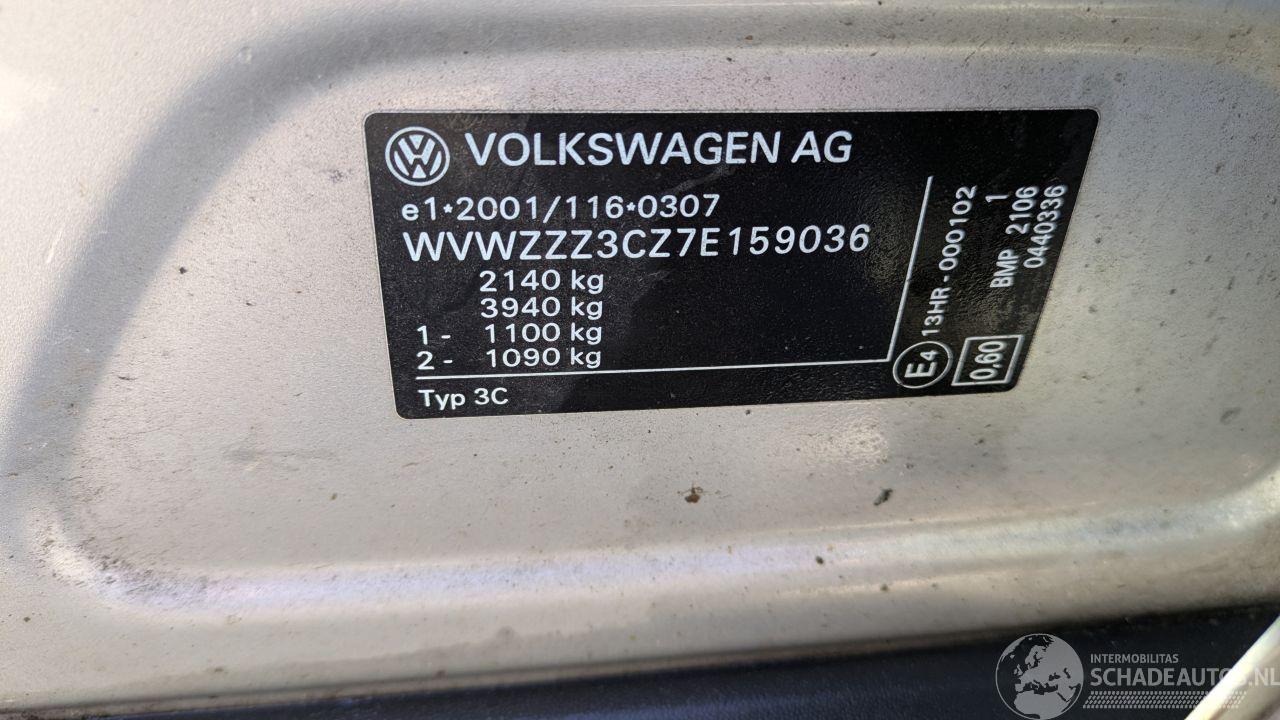 VOLKSWAGEN AG
e1*2001/116*0307
WVWZZZ3CZ7E159036
2140 kg
3940 kg
1 - 1100 kg
2 - 1090 kg
Typ 3C
E4 13HR - 000102
0,60
BMP 2106
1
0440336
INTERMOBILITAS
SCHADEAUTOS.NL